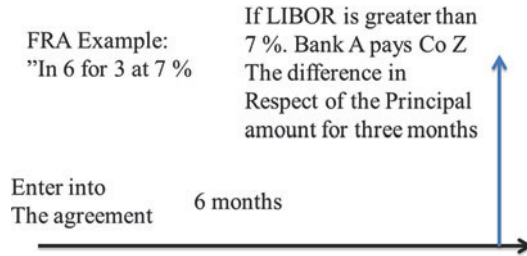 FRA Example:
”In 6 for 3 at 7 %
If LIBOR is greater than
7 %. Bank A pays Co Z
The difference in
Respect of the Principal
amount for three months
Enter into
The agreement
6 months